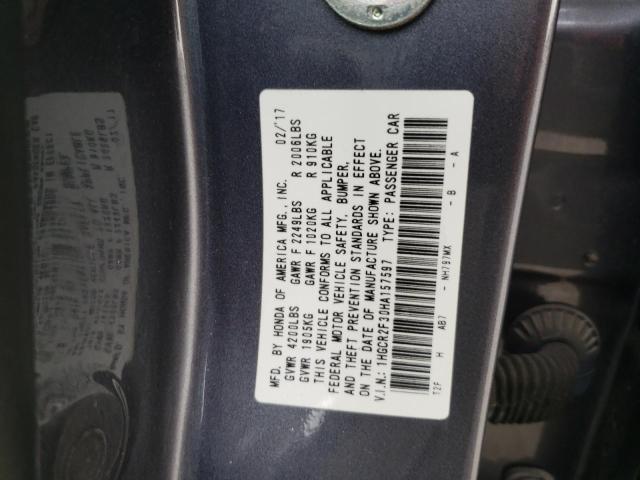 MFD. BY HONDA OF AMERICA MFG., INC. 02/'17
GVWR 4200LBS GAWR F 2249LBS R 2006LBS
GVWR 1905KG GAWR F 1020KG R 910KG
THIS VEHICLE CONFORMS TO ALL APPLICABLE
FEDERAL MOTOR VEHICLE SAFETY, BUMPER,
AND THEFT PREVENTION STANDARDS IN EFFECT
ON THE DATE OF MANUFACTURE SHOWN ABOVE.
V.I.N.: 1HGCR2F30HA157597 TYPE: PASSENGER CAR
T2F H AB7 - NH797MX - B - A